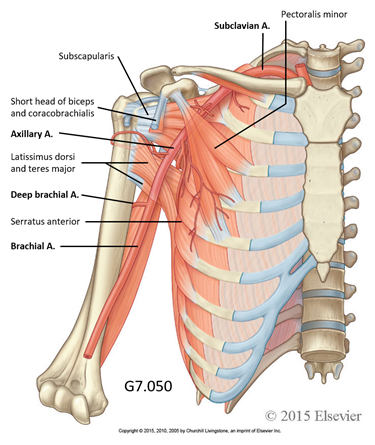 Pectoralis minor
Subclavian A.
Subscapularis
Short head of biceps
and coracobrachialis
Axillary A.
Latissimus dorsi
and teres major
Deep brachial A.
Serratus anterior
Brachial A.
G7.050
© 2015 Elsevier
Copyright © 2015, 2010, 2005 by Churchill Livingstone, an imprint of Elsevier Inc.